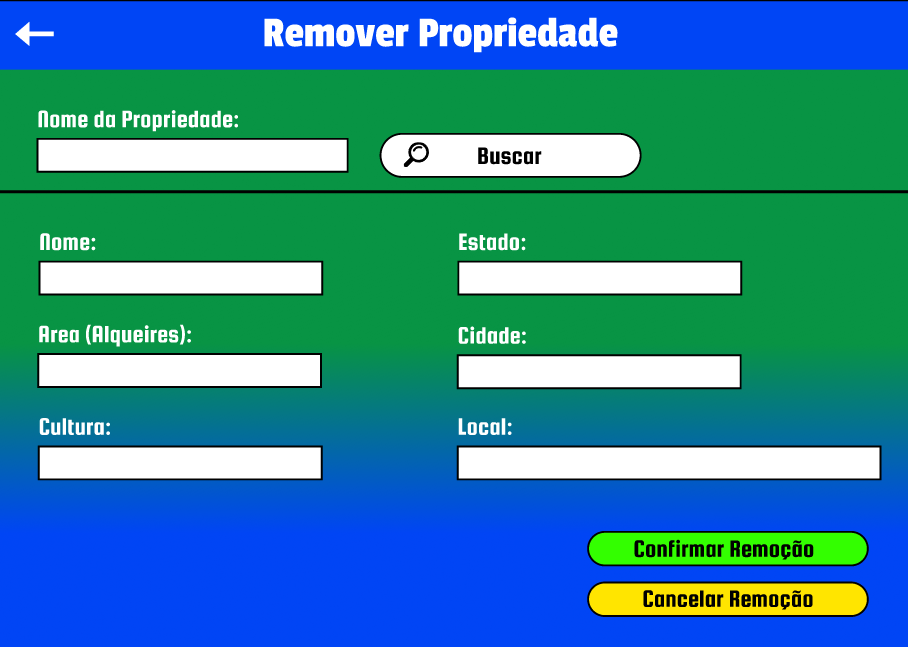 Remover Propriedade
Nome da Propriedade:
Buscar
Nome:
Estado:
Area (Alqueires):
Cidade:
Cultura:
Local:
Confirmar Remoção
Cancelar Remoção